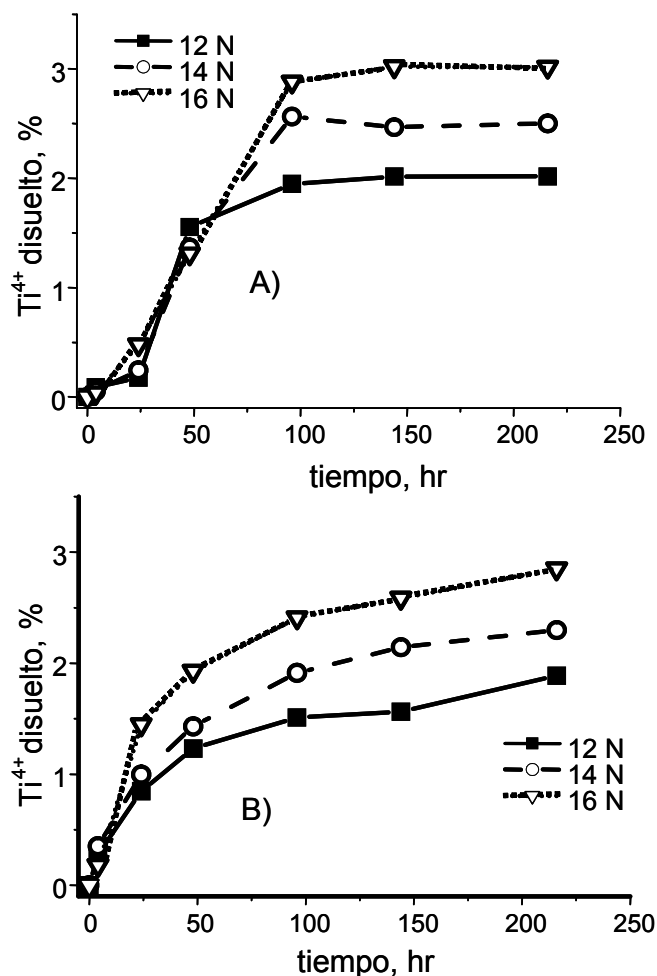 12 N
14 N
16 N
3
2
1
0
Ti4+ disuelto, %
A)
0 50 100 150 200 250
tiempo, hr
3
2
1
0
Ti4+ disuelto, %
12 N
14 N
16 N
B)
0 50 100 150 200 250
tiempo, hr